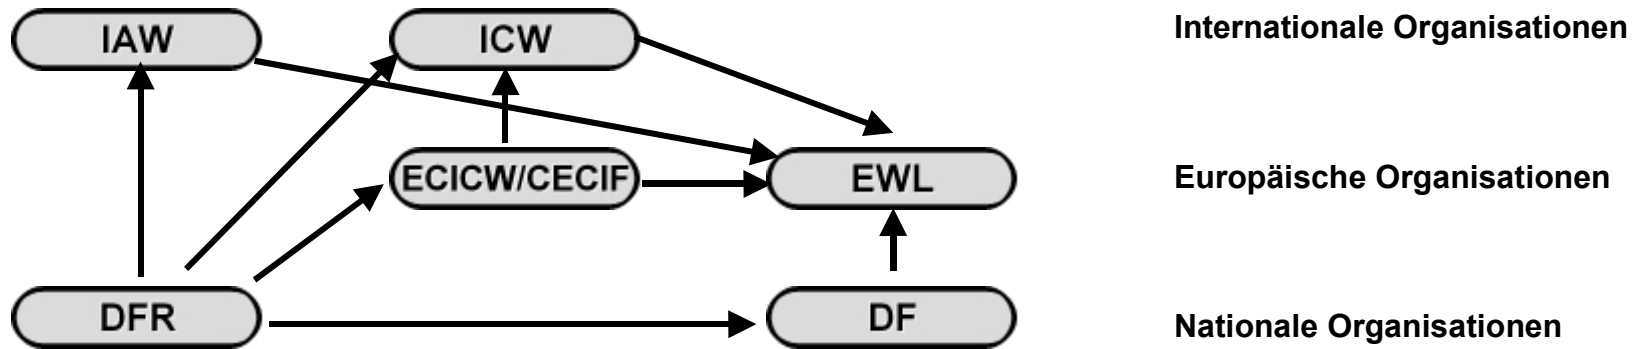 IAW
ICW
Internationale Organisationen
ECICW/CECIF
EWL
Europäische Organisationen
DFR
DF
Nationale Organisationen